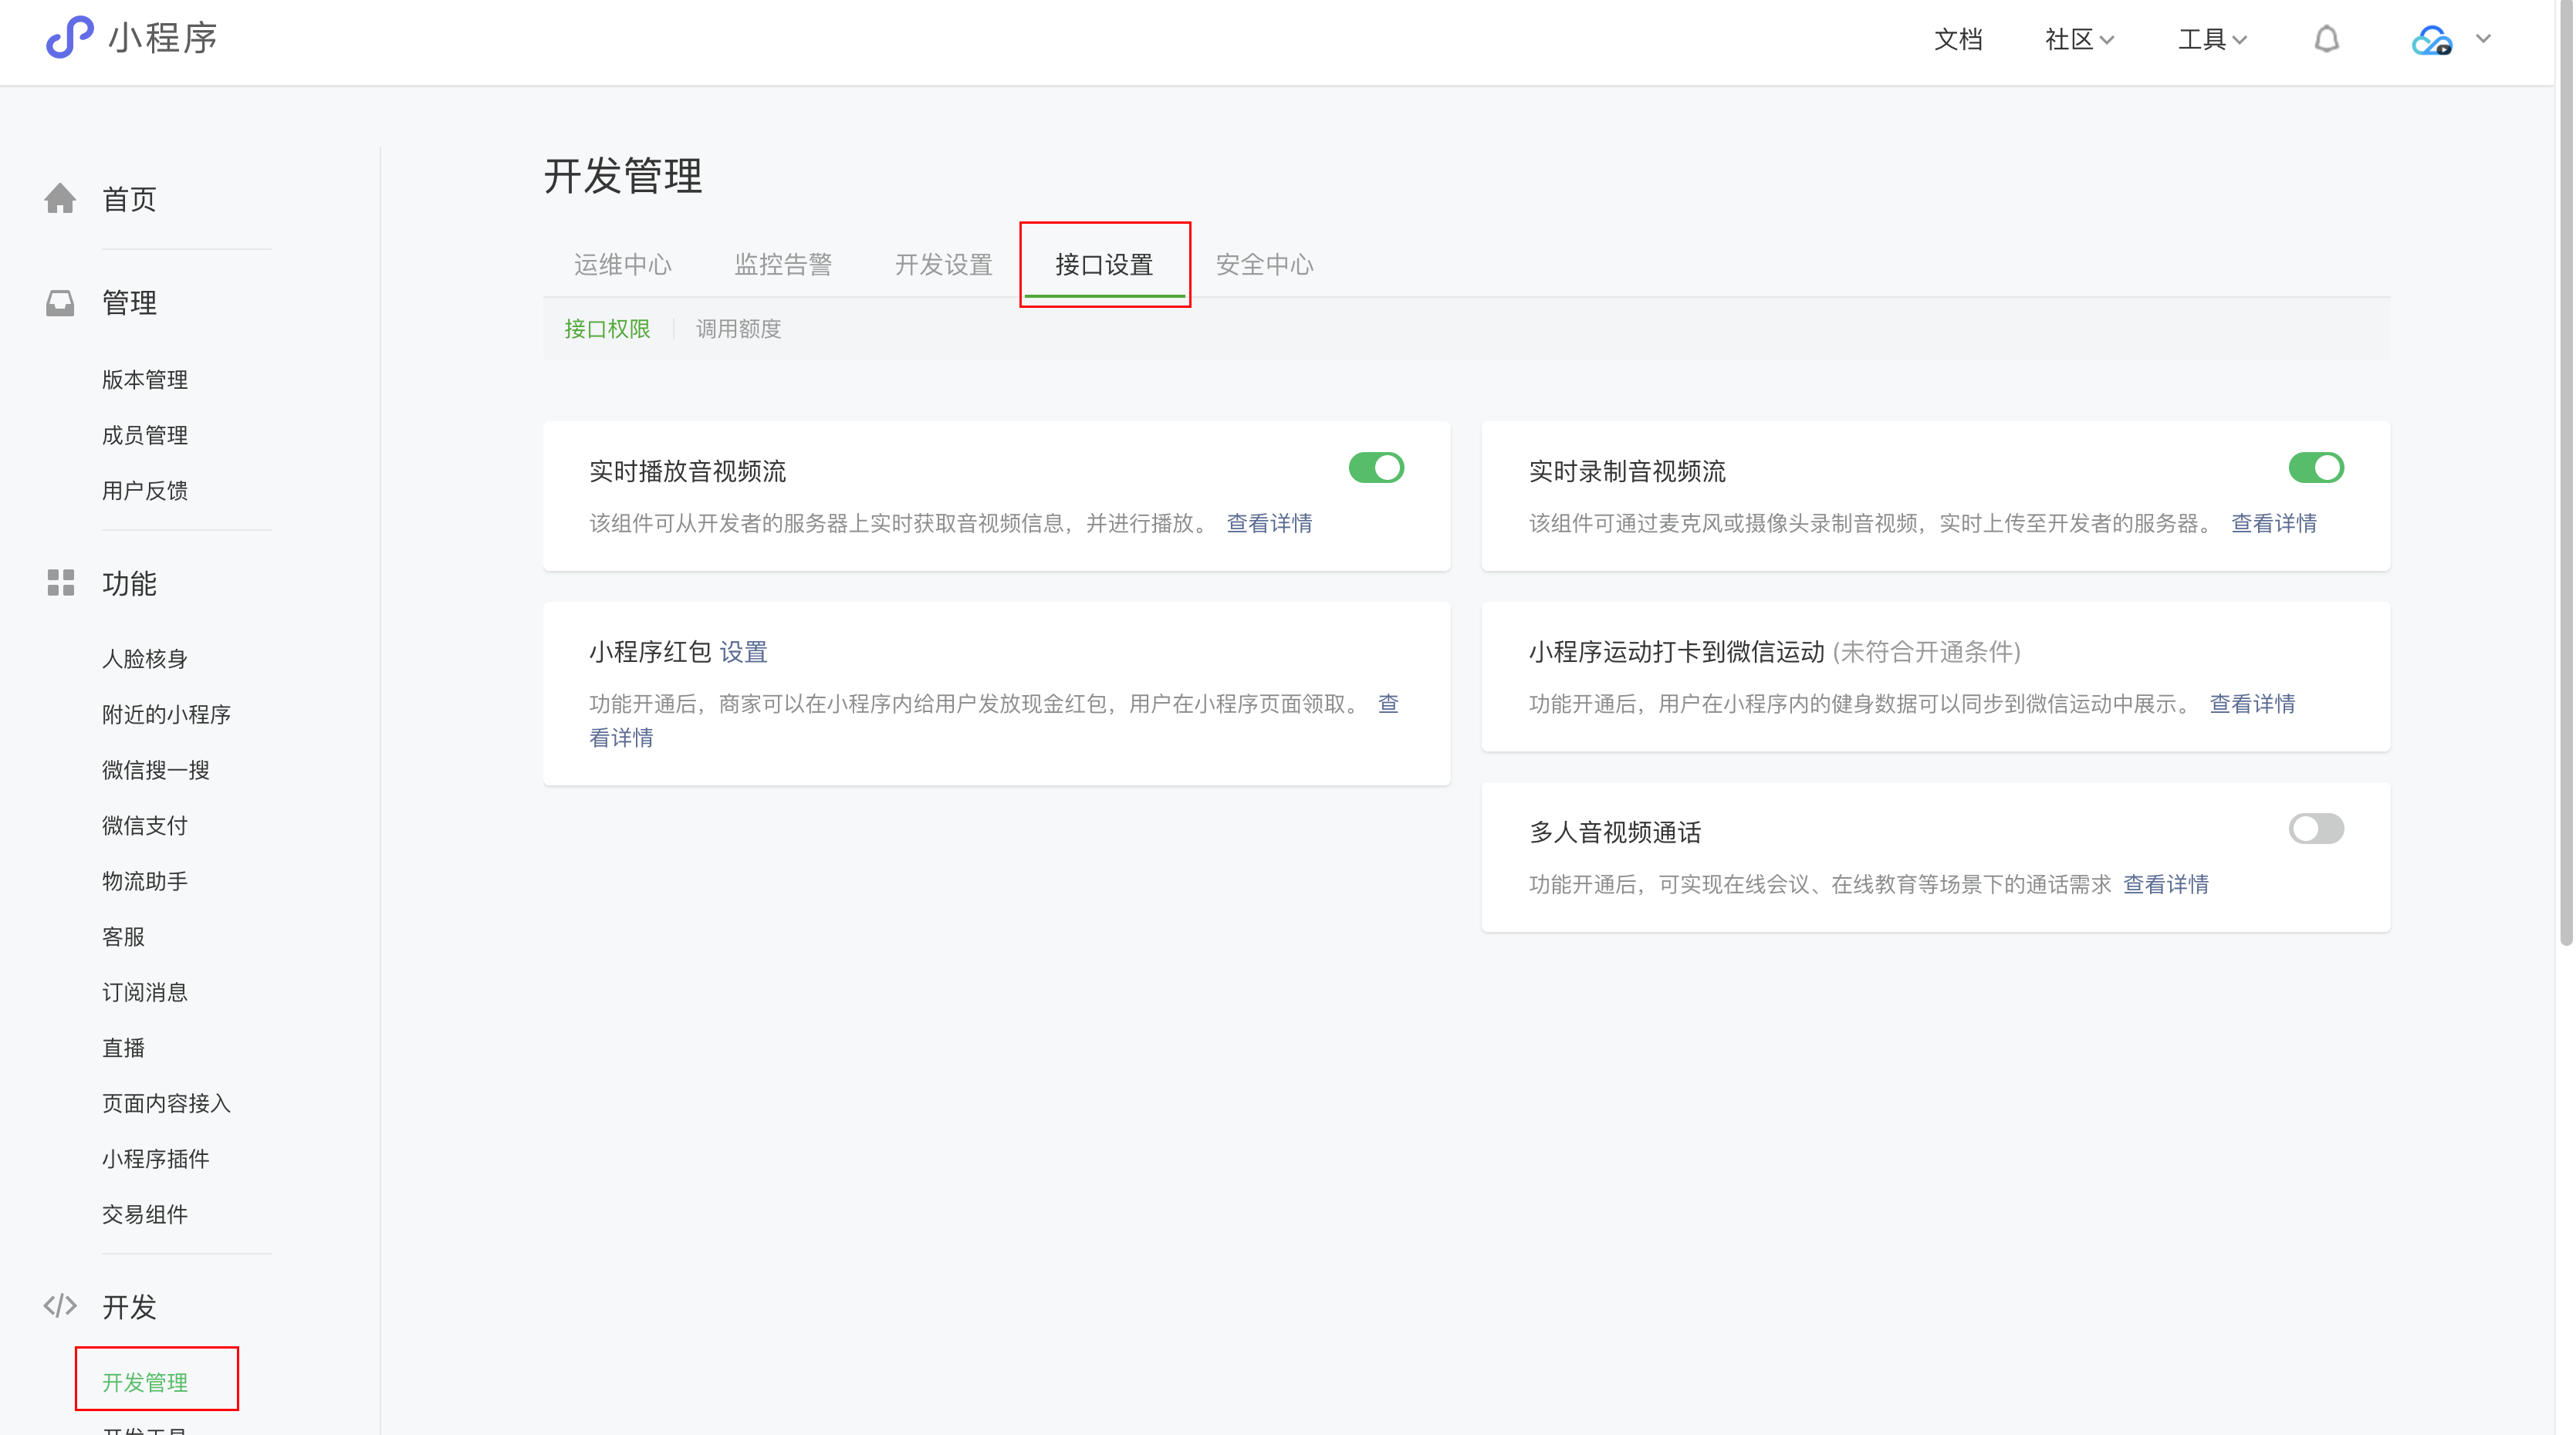 小程序
文档
社区
工具
首页
管理
版本管理
成员管理
用户反馈
功能
人脸核身
附近的小程序
微信搜一搜
微信支付
物流助手
客服
订阅消息
直播
页面内容接入
小程序插件
交易组件
开发
开发管理
开发工具
开发管理
运维中心
监控告警
开发设置
接口设置
安全中心
接口权限
调用额度
实时播放音视频流
该组件可从开发者的服务器上实时获取音视频信息，并进行播放。 查看详情
实时录制音视频流
该组件可通过麦克风或摄像头录制音视频，实时上传至开发者的服务器。 查看详情
小程序红包 设置
功能开通后，商家可以在小程序内给用户发放现金红包，用户在小程序页面领取。 查
看详情
小程序运动打卡到微信运动 (未符合开通条件)
功能开通后，用户在小程序内的健身数据可以同步到微信运动中展示。 查看详情
多人音视频通话
功能开通后，可实现在线会议、在线教育等场景下的通话需求 查看详情